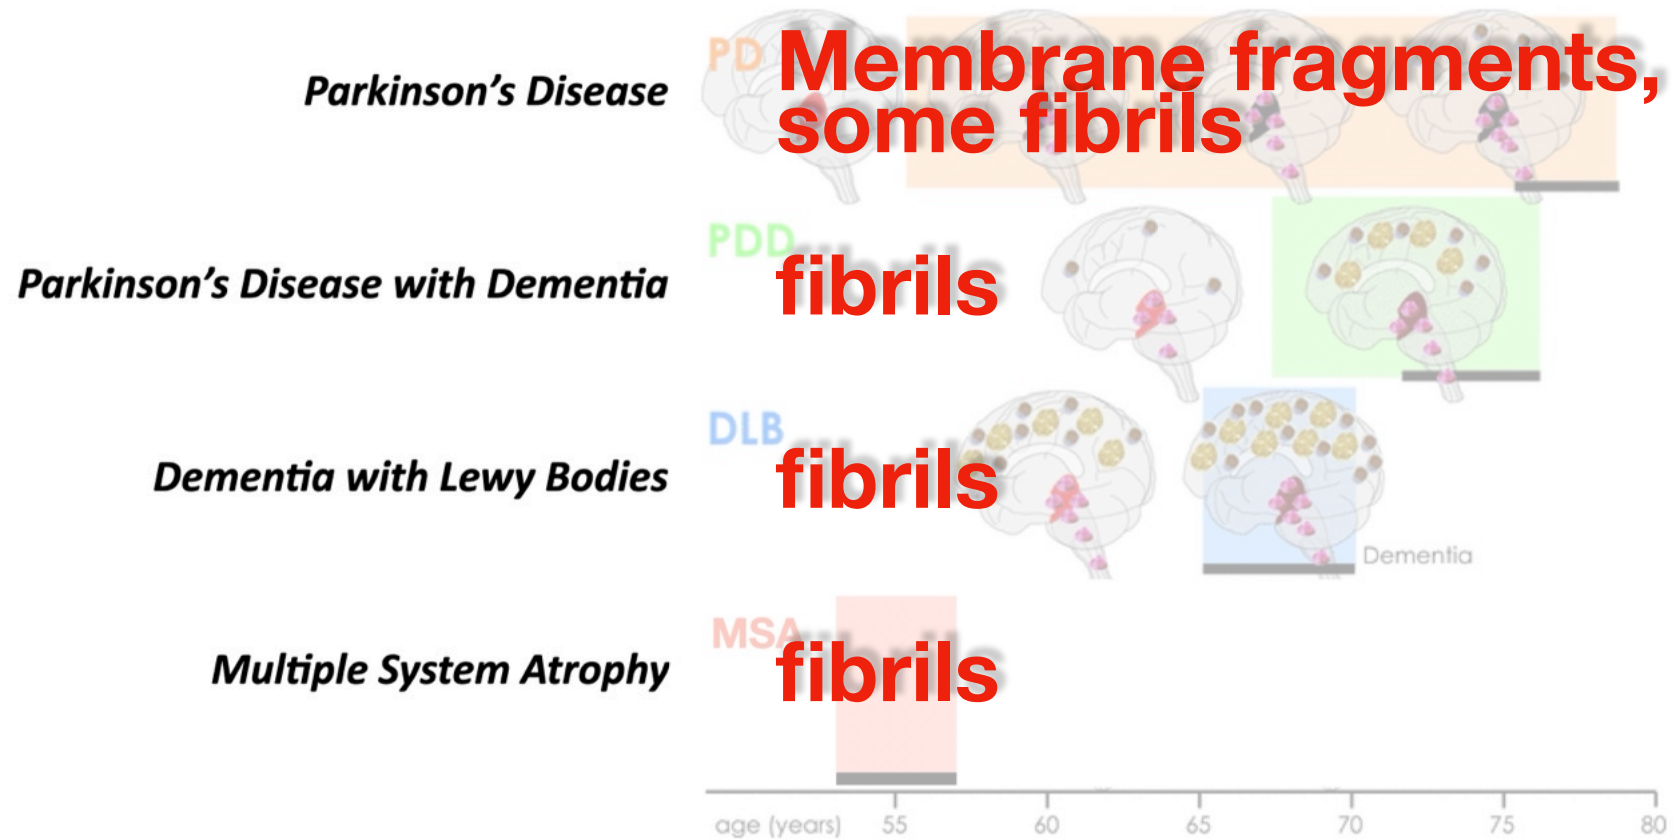 Parkinson's Disease
PD
Membrane fragments,
some fibrils
Parkinson's Disease with Dementia
PDD
fibrils
Dementia with Lewy Bodies
DLB
fibrils
Dementia
Multiple System Atrophy
MSA
fibrils
age (years) 55 60 65 70 75 80